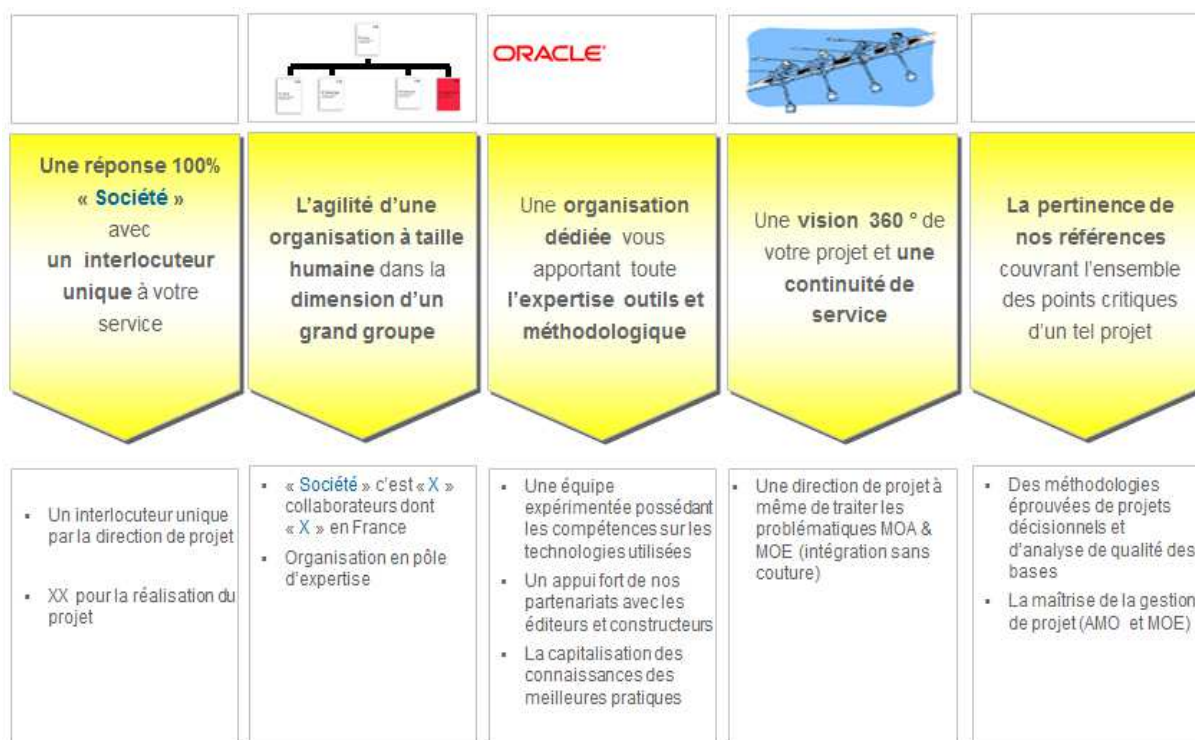 ORACLE
Une réponse 100%
« Société »
avec
un interlocuteur
unique à votre
service
L'agilité d'une
organisation à taille
humaine dans la
dimension d'un
grand groupe
Une organisation
dédiée vous
apportant toute
l'expertise outils et
méthodologique
Une vision 360 ° de
votre projet et une
continuité de
service
La pertinence de
nos références
couvrant l'ensemble
des points critiques
d'un tel projet
▪ Un interlocuteur unique
par la direction de projet
▪ XX pour la réalisation du
projet
▪ « Société » c'est « X »
collaborateurs dont
« X » en France
▪ Organisation en pôle
d'expertise
▪ Une équipe
expérimentée possédant
les compétences sur les
technologies utilisées
▪ Un appui fort de nos
partenariats avec les
éditeurs et constructeurs
▪ La capitalisation des
connaissances des
meilleures pratiques
▪ Une direction de projet à
même de traiter les
problématiques MOA &
MOE (intégration sans
couture)
▪ Des méthodologies
éprouvées de projets
décisionnels et
d'analyse de qualité des
bases
▪ La maîtrise de la gestion
de projet (AMO et MOE)